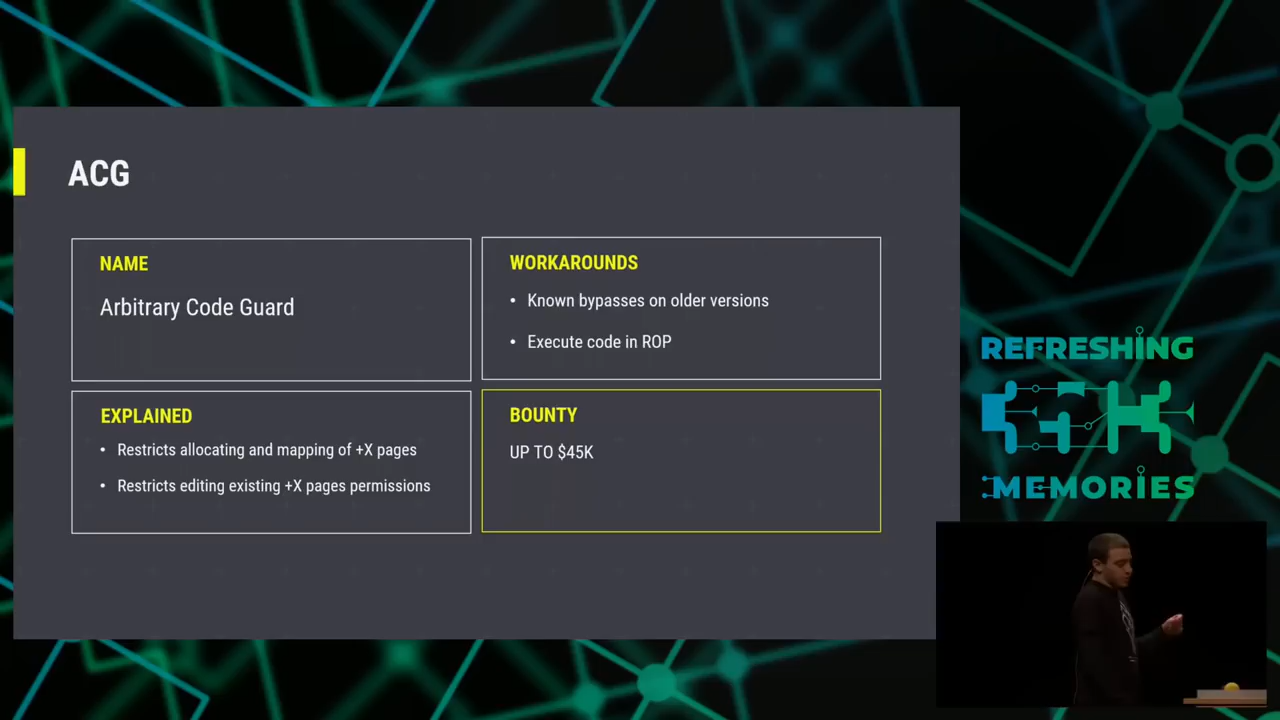 ACG
NAME
Arbitrary Code Guard
WORKAROUNDS
• Known bypasses on older versions
• Execute code in ROP
EXPLAINED
• Restricts allocating and mapping of +X pages
• Restricts editing existing +X pages permissions
BOUNTY
UP TO $45K
REFRESHING
MEMORIES